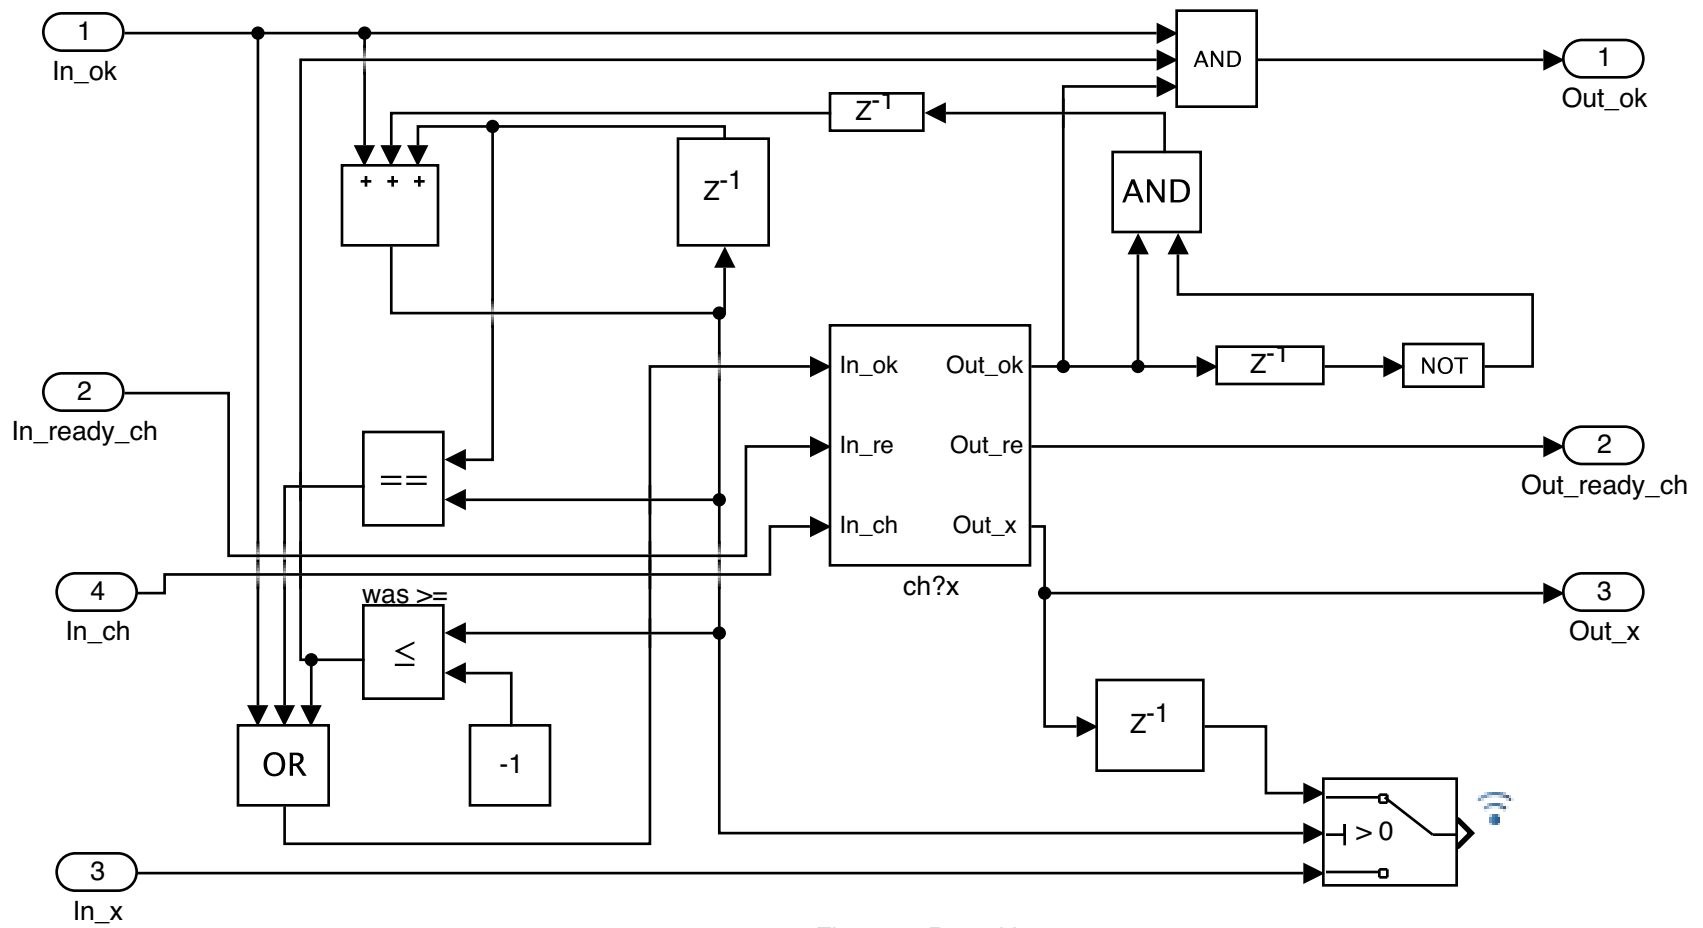 1
In_ok
AND
1
Out_ok
Z-1
+ + +
Z-1
AND
In_ok
Out_ok
Z-1
NOT
2
In_ready_ch
In_re
Out_re
2
Out_ready_ch
==
In_ch
Out_x
ch?x
4
In_ch
was >=
≤
3
Out_x
Z-1
OR
-1
> 0
3
In_x